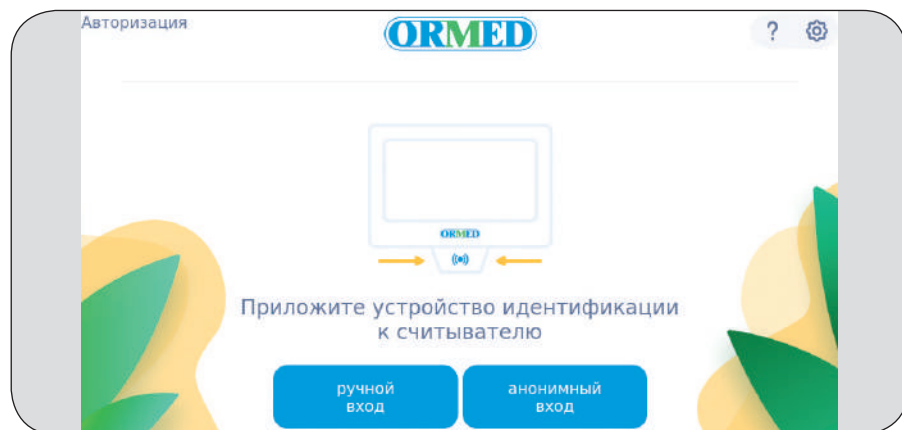 Авторизация
ORMED
?
ORMED
Приложите устройство идентификации
к считывателю
ручной
вход
анонимный
вход